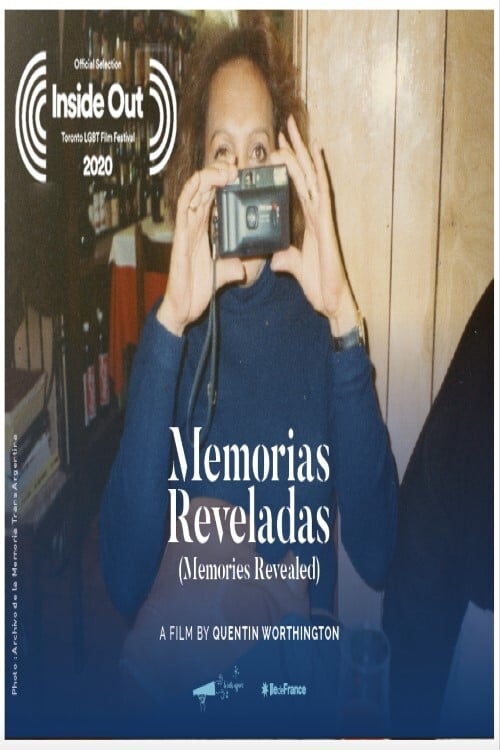 Official Selection
Inside Out
Toronto LGBT Film Festival
2020
Photo : Archivo de la Memoria Trans Argentina
Memorias
Reveladas
(Memories Revealed)
A FILM BY QUENTIN WORTHINGTON
îledeFrance